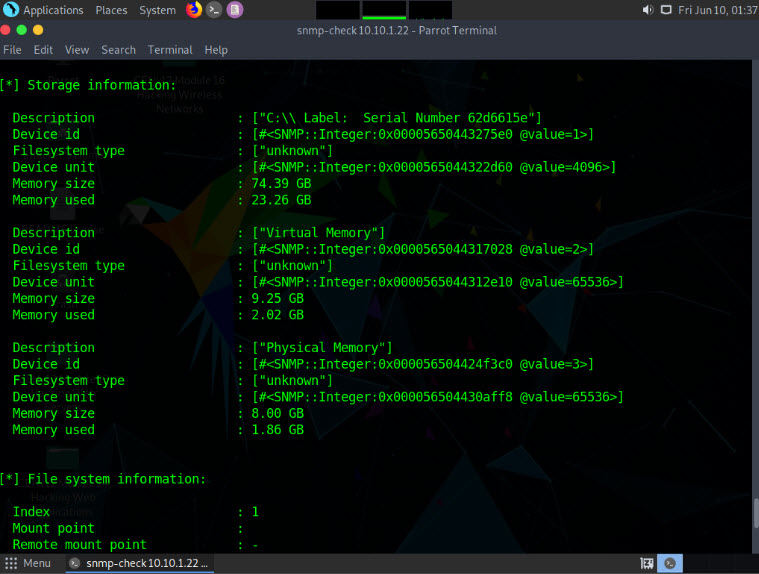 Applications Places System Fri Jun 10, 01:37
snmp-check 10.10.1.22 - Parrot Terminal
File Edit View Search Terminal Help
[*] Storage information:
Description : ["C:\\ Label:  Serial Number 62d6615e"]
Device id : [#<SNMP::Integer:0x00005650443275e0 @value=1>]
Filesystem type : ["unknown"]
Device unit : [#<SNMP::Integer:0x0000565044322d60 @value=4096>]
Memory size : 74.39 GB
Memory used : 23.26 GB
Description : ["Virtual Memory"]
Device id : [#<SNMP::Integer:0x0000565044317028 @value=2>]
Filesystem type : ["unknown"]
Device unit : [#<SNMP::Integer:0x0000565044312e10 @value=65536>]
Memory size : 9.25 GB
Memory used : 2.02 GB
Description : ["Physical Memory"]
Device id : [#<SNMP::Integer:0x000056504424f3c0 @value=3>]
Filesystem type : ["unknown"]
Device unit : [#<SNMP::Integer:0x000056504430aff8 @value=65536>]
Memory size : 8.00 GB
Memory used : 1.86 GB
[*] File system information:
Index : 1
Mount point :
Remote mount point : -
Menu snmp-check 10.10.1.22 ...